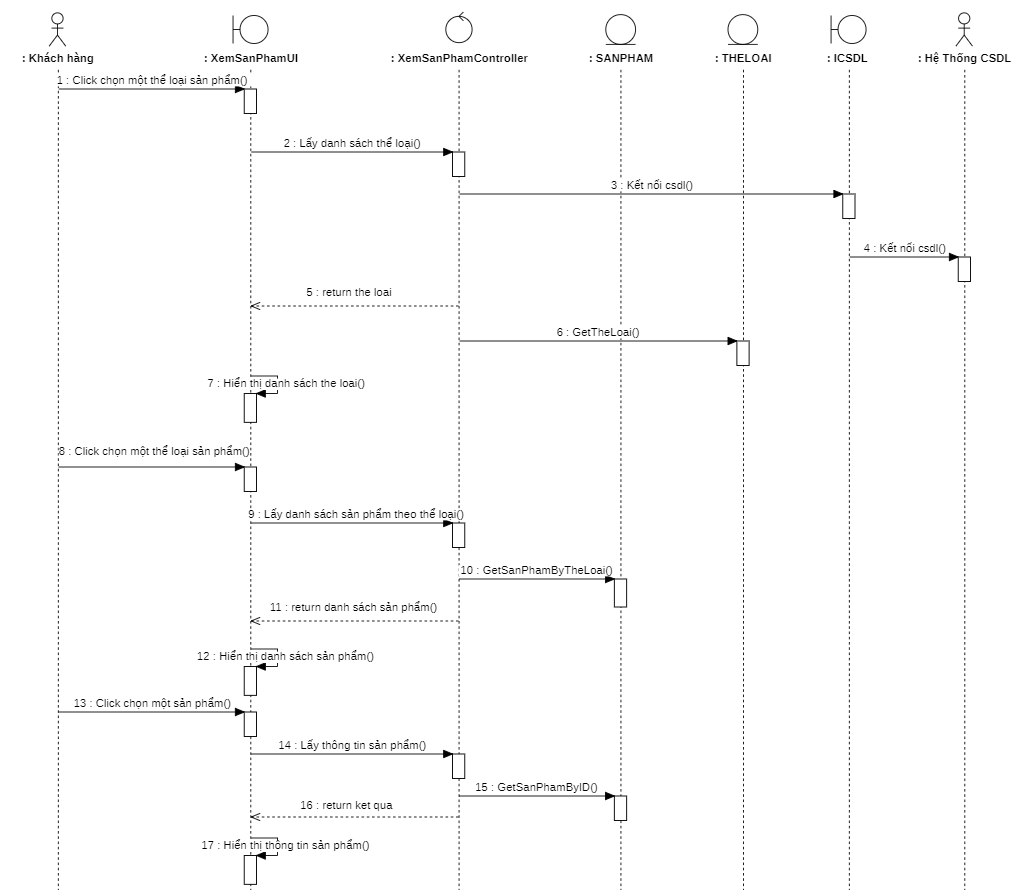 : Khách hàng
: XemSanPhamUI
: XemSanPhamController
: SANPHAM
: THELOAI
: ICSDL
: Hệ Thống CSDL
1 : Click chọn một thể loại sản phẩm()
2 : Lấy danh sách thể loại()
3 : Kết nối csdl()
4 : Kết nối csdl()
5 : return the loai
6 : GetTheLoai()
7 : Hiển thị danh sách the loai()
8 : Click chọn một thể loại sản phẩm()
9 : Lấy danh sách sản phẩm theo thể loại()
10 : GetSanPhamByTheLoai()
11 : return danh sách sản phẩm()
12 : Hiển thị danh sách sản phẩm()
13 : Click chọn một sản phẩm()
14 : Lấy thông tin sản phẩm()
15 : GetSanPhamByID()
16 : return ket qua
17 : Hiển thị thông tin sản phẩm()